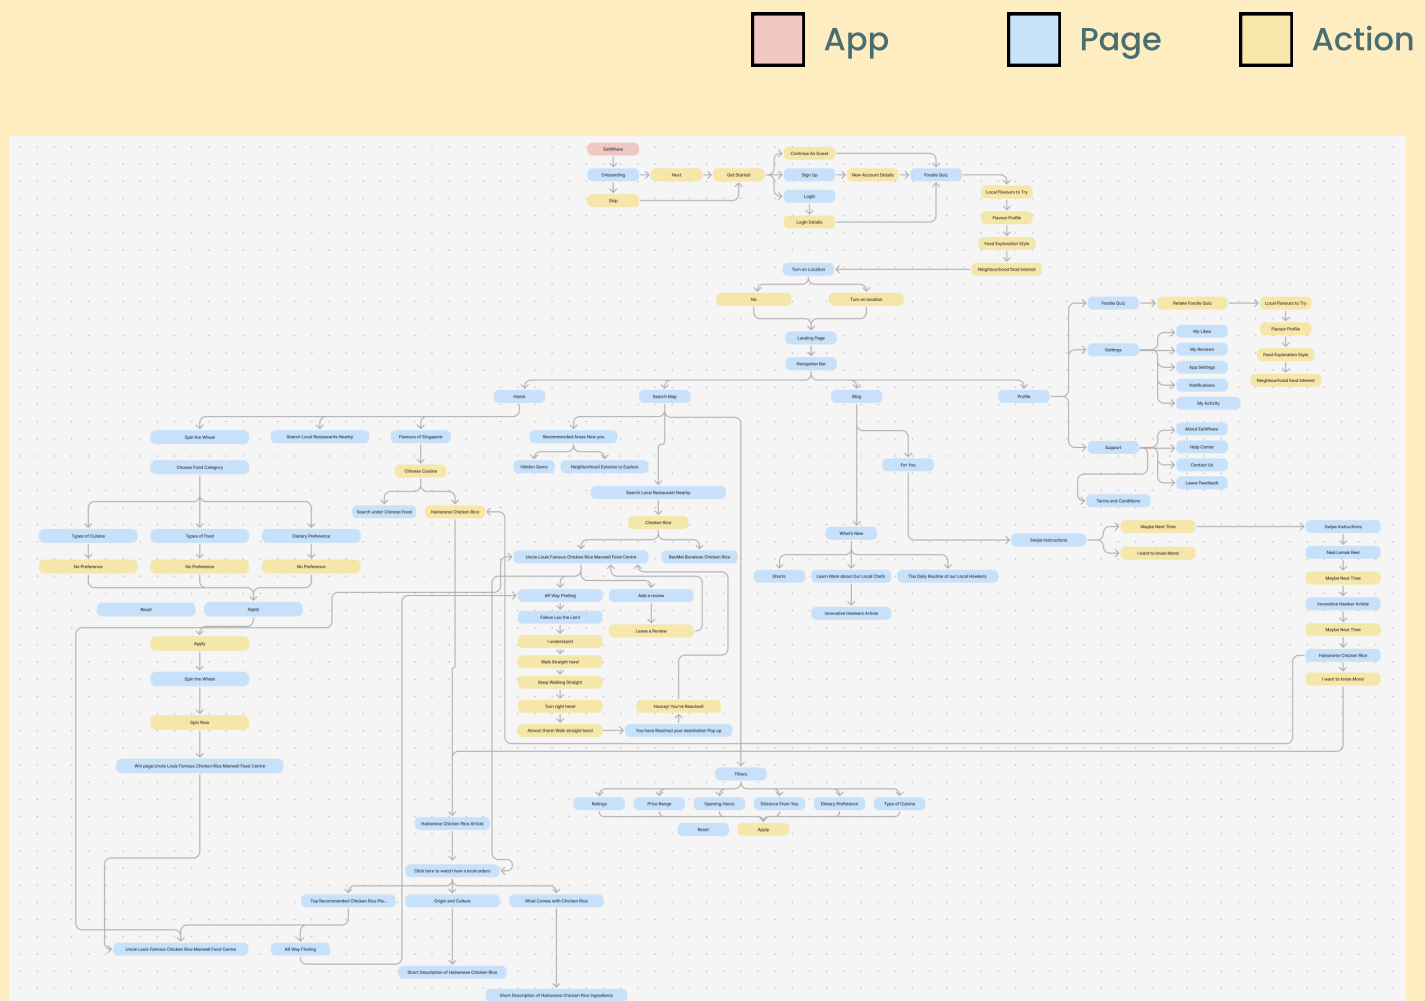 App
Page
Action
EatWhere
Onboarding
Next
Get Started
Skip
Continue As Guest
Sign Up
New Account Details
Foodie Quiz
Login
Login Details
Local Flavours to Try
Flavour Profile
Food Exploration Style
Neighbourhood food interest
Turn on Location
No
Turn on location
Landing Page
Navigation Bar
Home
Search Map
Blog
Profile
Foodie Quiz
Retake Foodie Quiz
Local Flavours to Try
Flavour Profile
Food Exploration Style
Neighbourhood food interest
Settings
My Likes
My Reviews
App Settings
Notifications
My Activity
Support
About EatWhere
Help Center
Contact Us
Leave Feedback
Terms and Conditions
Spin the Wheel
Search Local Restaurants Nearby
Flavours of Singapore
Choose Food Category
Chinese Cuisine
Search under Chinese Food
Hainanese Chicken Rice
Types of Cuisine
Types of Food
Dietary Preference
No Preference
No Preference
No Preference
Reset
Apply
Apply
Spin the Wheel
Spin Now
Win page:Uncle Louis Famous Chicken Rice Maxwell Food Centre
Recommended Areas New you
Hidden Gems
Neighborhood Eateries to Explore
Search Local Restaurant Nearby
Chicken Rice
Uncle Louis Famous Chicken Rice Maxwell Food Centre
BaoMei Boneless Chicken Rice
AR Way Finding
Add a review
Follow Leo the Lion!
Leave a Review
I understand
Walk Straight here!
Keep Walking Straight
Turn right here!
Hooray! You've Reached!
Almost there! Walk straight here!
You have Reached your destination Pop up
For You
What's New
Shorts
Learn More about Our Local Chefs
The Daily Routine of our Local Hawkers
Innovative Hawkers Article
Swipe Instructions
Maybe Next Time
I want to know More!
Swipe Instructions
Nasi Lemak Reel
Maybe Next Time
Innovative Hawker Article
Maybe Next Time
Hainanese Chicken Rice
I want to know More!
Filters
Ratings
Price Range
Opening Hours
Distance From You
Dietary Preference
Type of Cuisine
Reset
Apply
Hainanese Chicken Rice Article
Click here to watch how a local orders
Top Recommended Chicken Rice Pla...
Origin and Culture
What Comes with Chicken Rice
Uncle Louis Famous Chicken Rice Maxwell Food Centre
AR Way Finding
Short Description of Hainanese Chicken Rice
Short Description of Hainanese Chicken Rice Ingredients